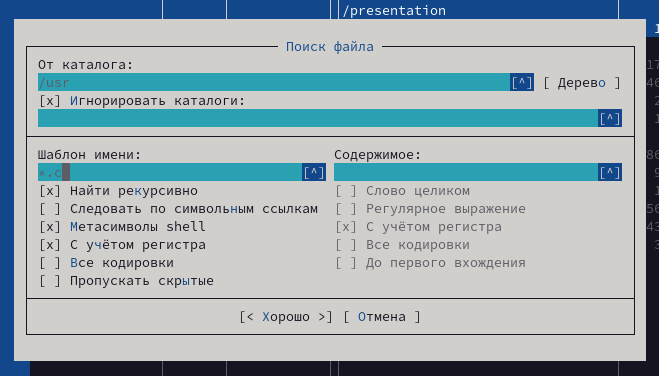 /presentation
Поиск файла
От каталога:
/usr [^] [ Дерево ]
[x] Игнорировать каталоги:
[^]
Шаблон имени: Содержимое:
*.c [^] [^]
[x] Найти рекурсивно [ ] Слово целиком
[ ] Следовать по символьным ссылкам [ ] Регулярное выражение
[x] Метасимволы shell [x] С учётом регистра
[x] С учётом регистра [ ] Все кодировки
[ ] Все кодировки [ ] До первого вхождения
[ ] Пропускать скрытые
[< Хорошо >] [ Отмена ]